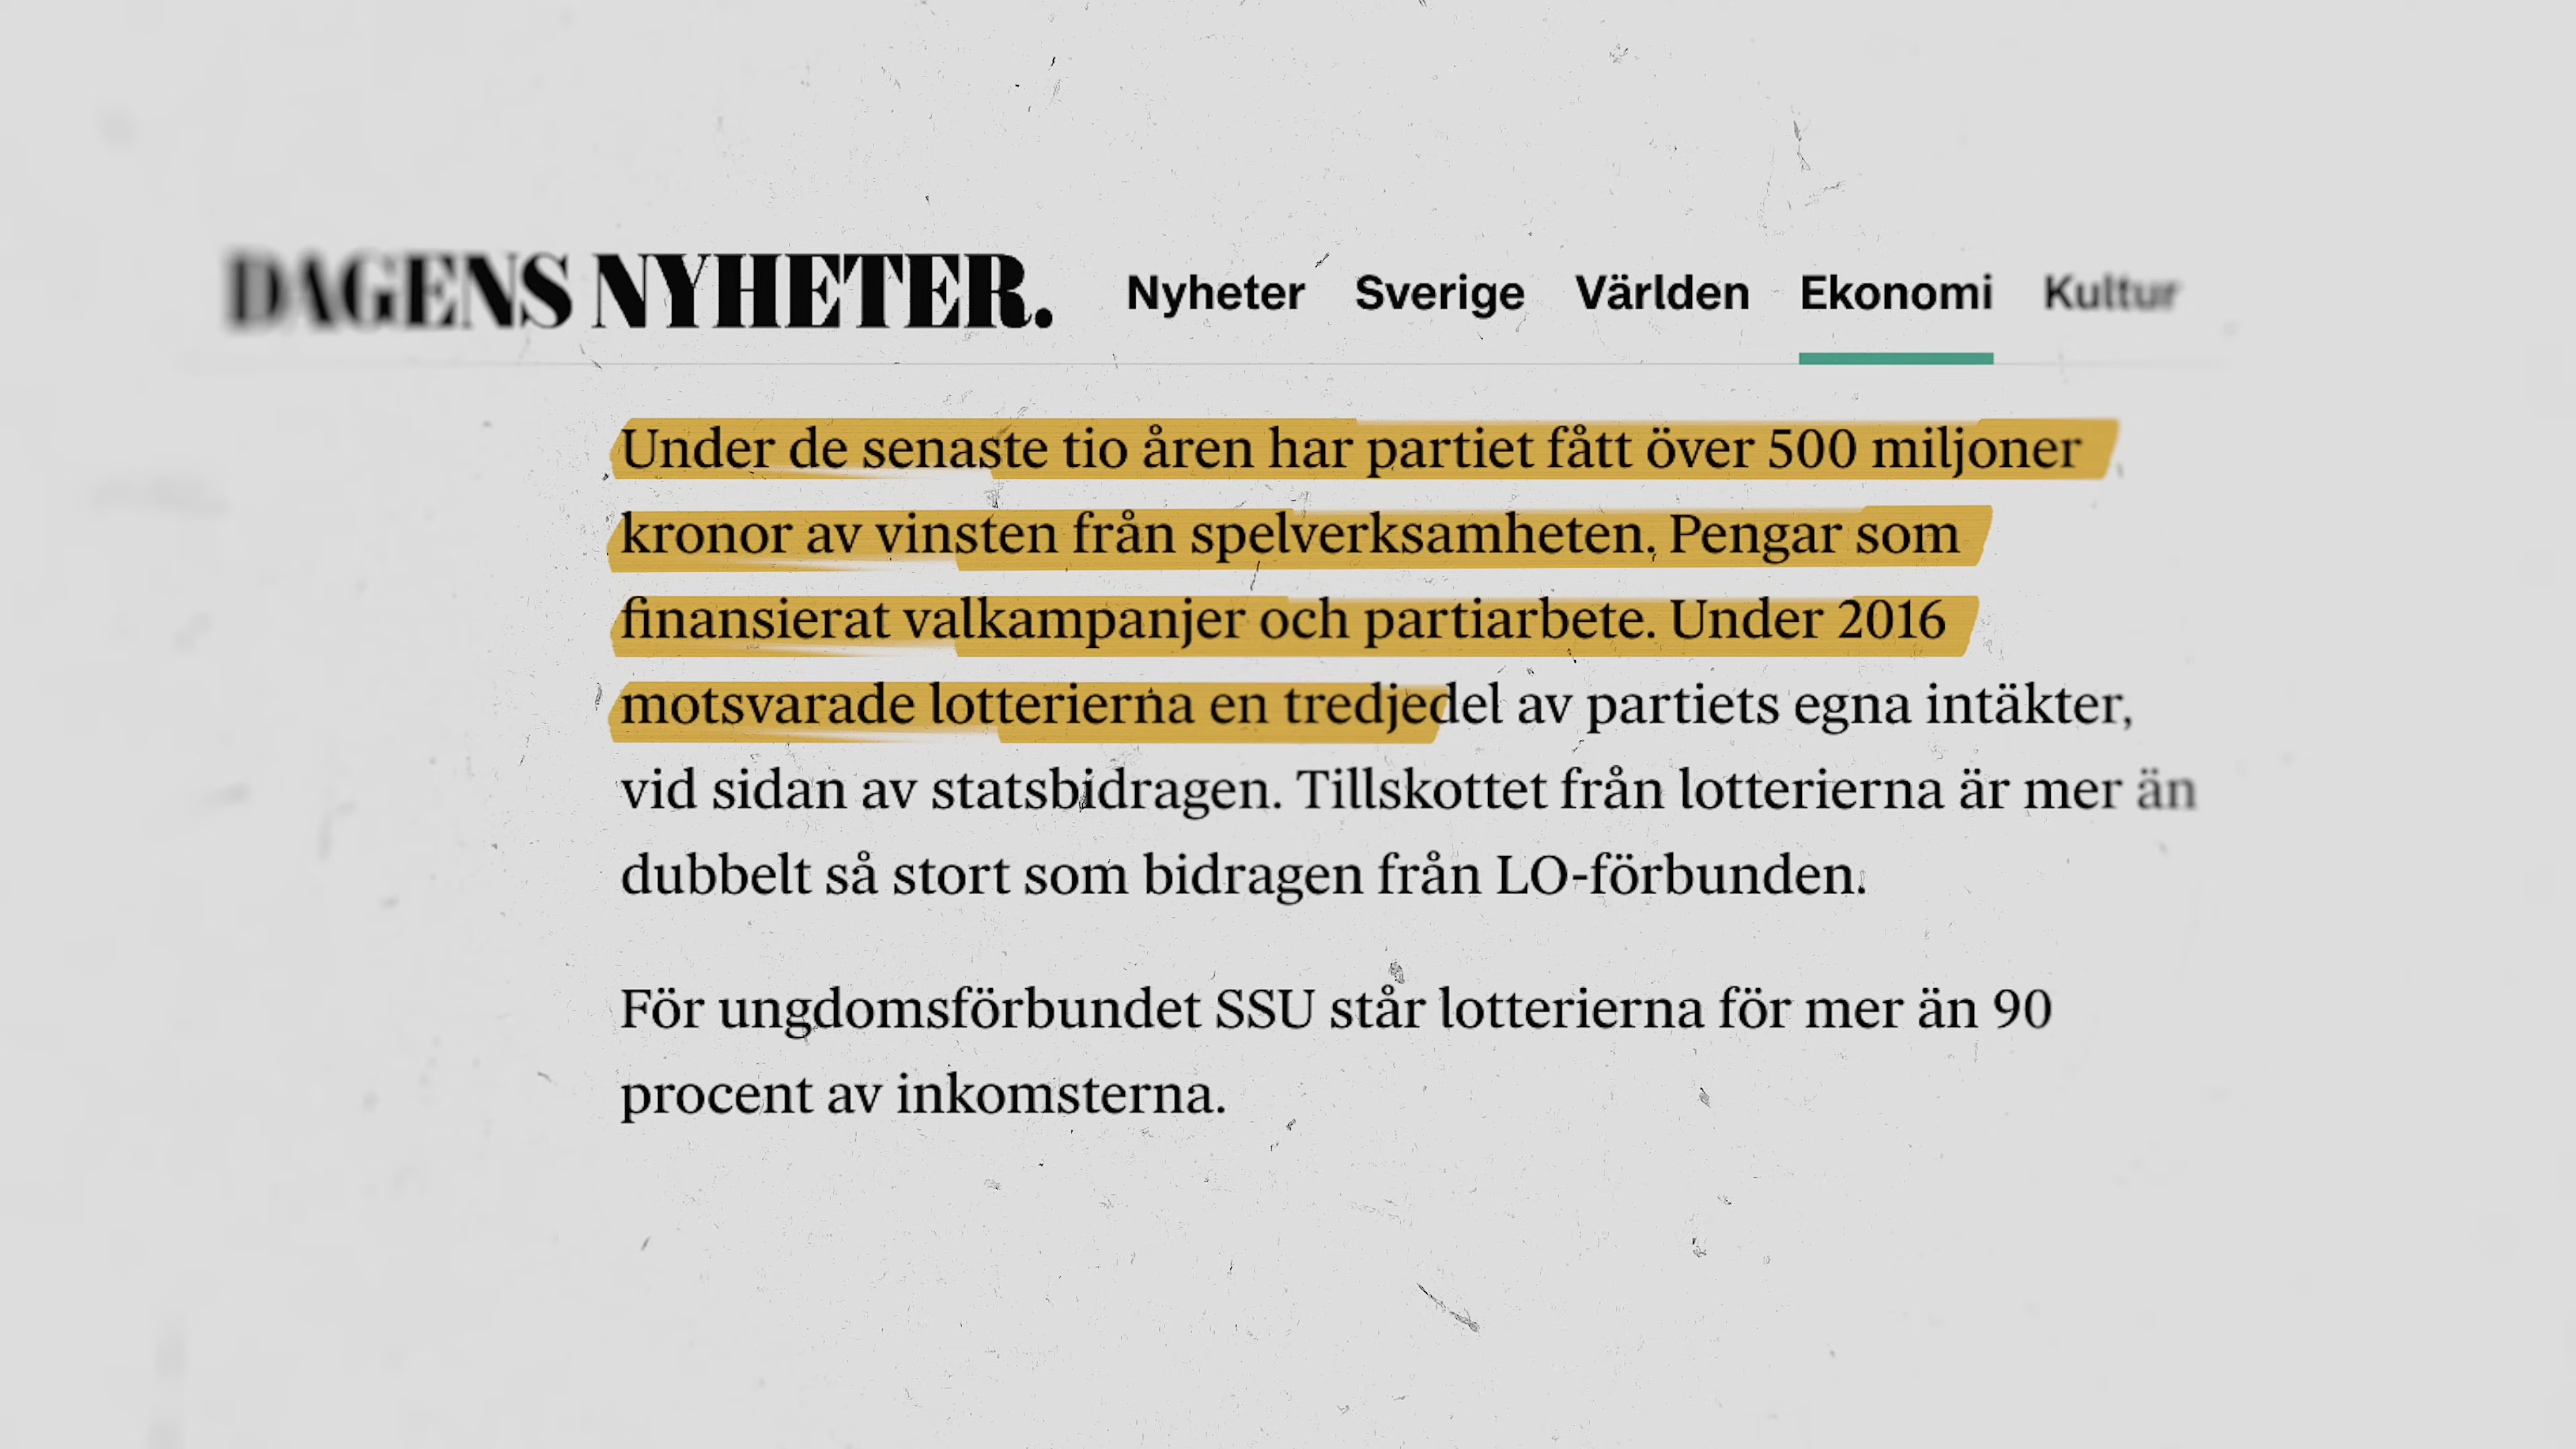 DAGENS NYHETER. Nyheter Sverige Världen Ekonomi Kultur
Under de senaste tio åren har partiet fått över 500 miljoner
kronor av vinsten från spelverksamheten. Pengar som
finansierat valkampanjer och partiarbete. Under 2016
motsvarade lotterierna en tredjedel av partiets egna intäkter,
vid sidan av statsbidragen. Tillskottet från lotterierna är mer än
dubbelt så stort som bidragen från LO-förbunden.
För ungdomsförbundet SSU står lotterierna för mer än 90
procent av inkomsterna.